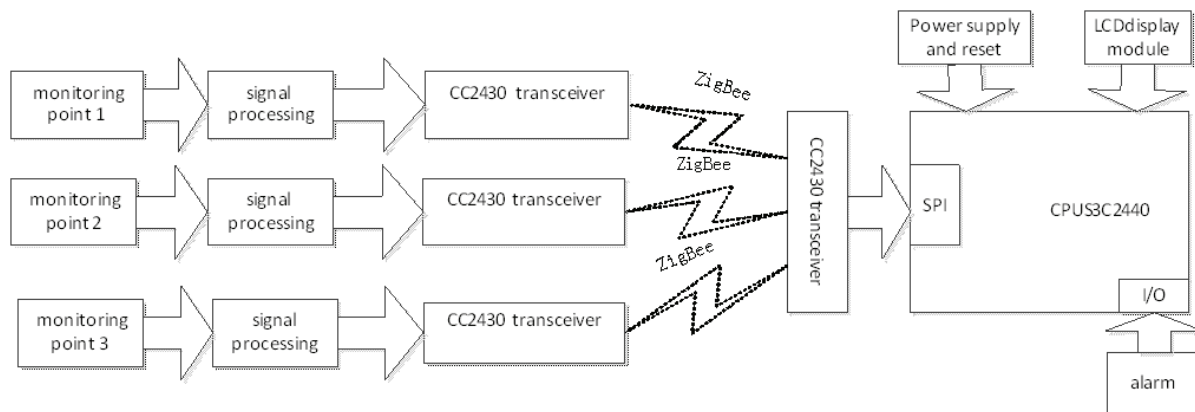 Power supply
and reset
LCDdisplay
module
monitoring
point 1
signal
processing
CC2430 transceiver
ZigBee
monitoring
point 2
signal
processing
CC2430 transceiver
ZigBee
monitoring
point 3
signal
processing
CC2430 transceiver
ZigBee
CC2430 transceiver
SPI
CPUS3C2440
I/O
alarm